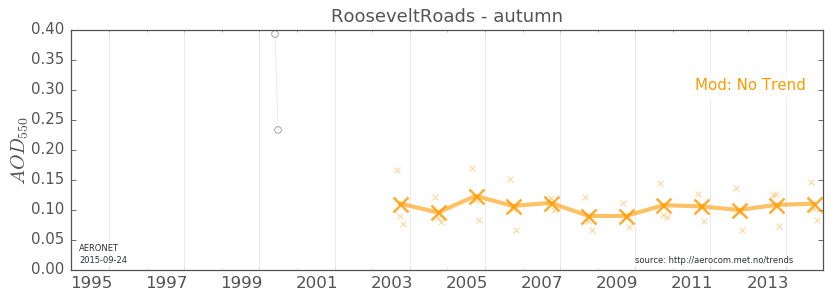 RooseveltRoads - autumn
0.40
0.35
0.30
0.25
0.20
0.15
0.10
0.05
0.00
AOD550
Mod: No Trend
AERONET
2015-09-24
source: http://aerocom.met.no/trends
1995 1997 1999 2001 2003 2005 2007 2009 2011 2013